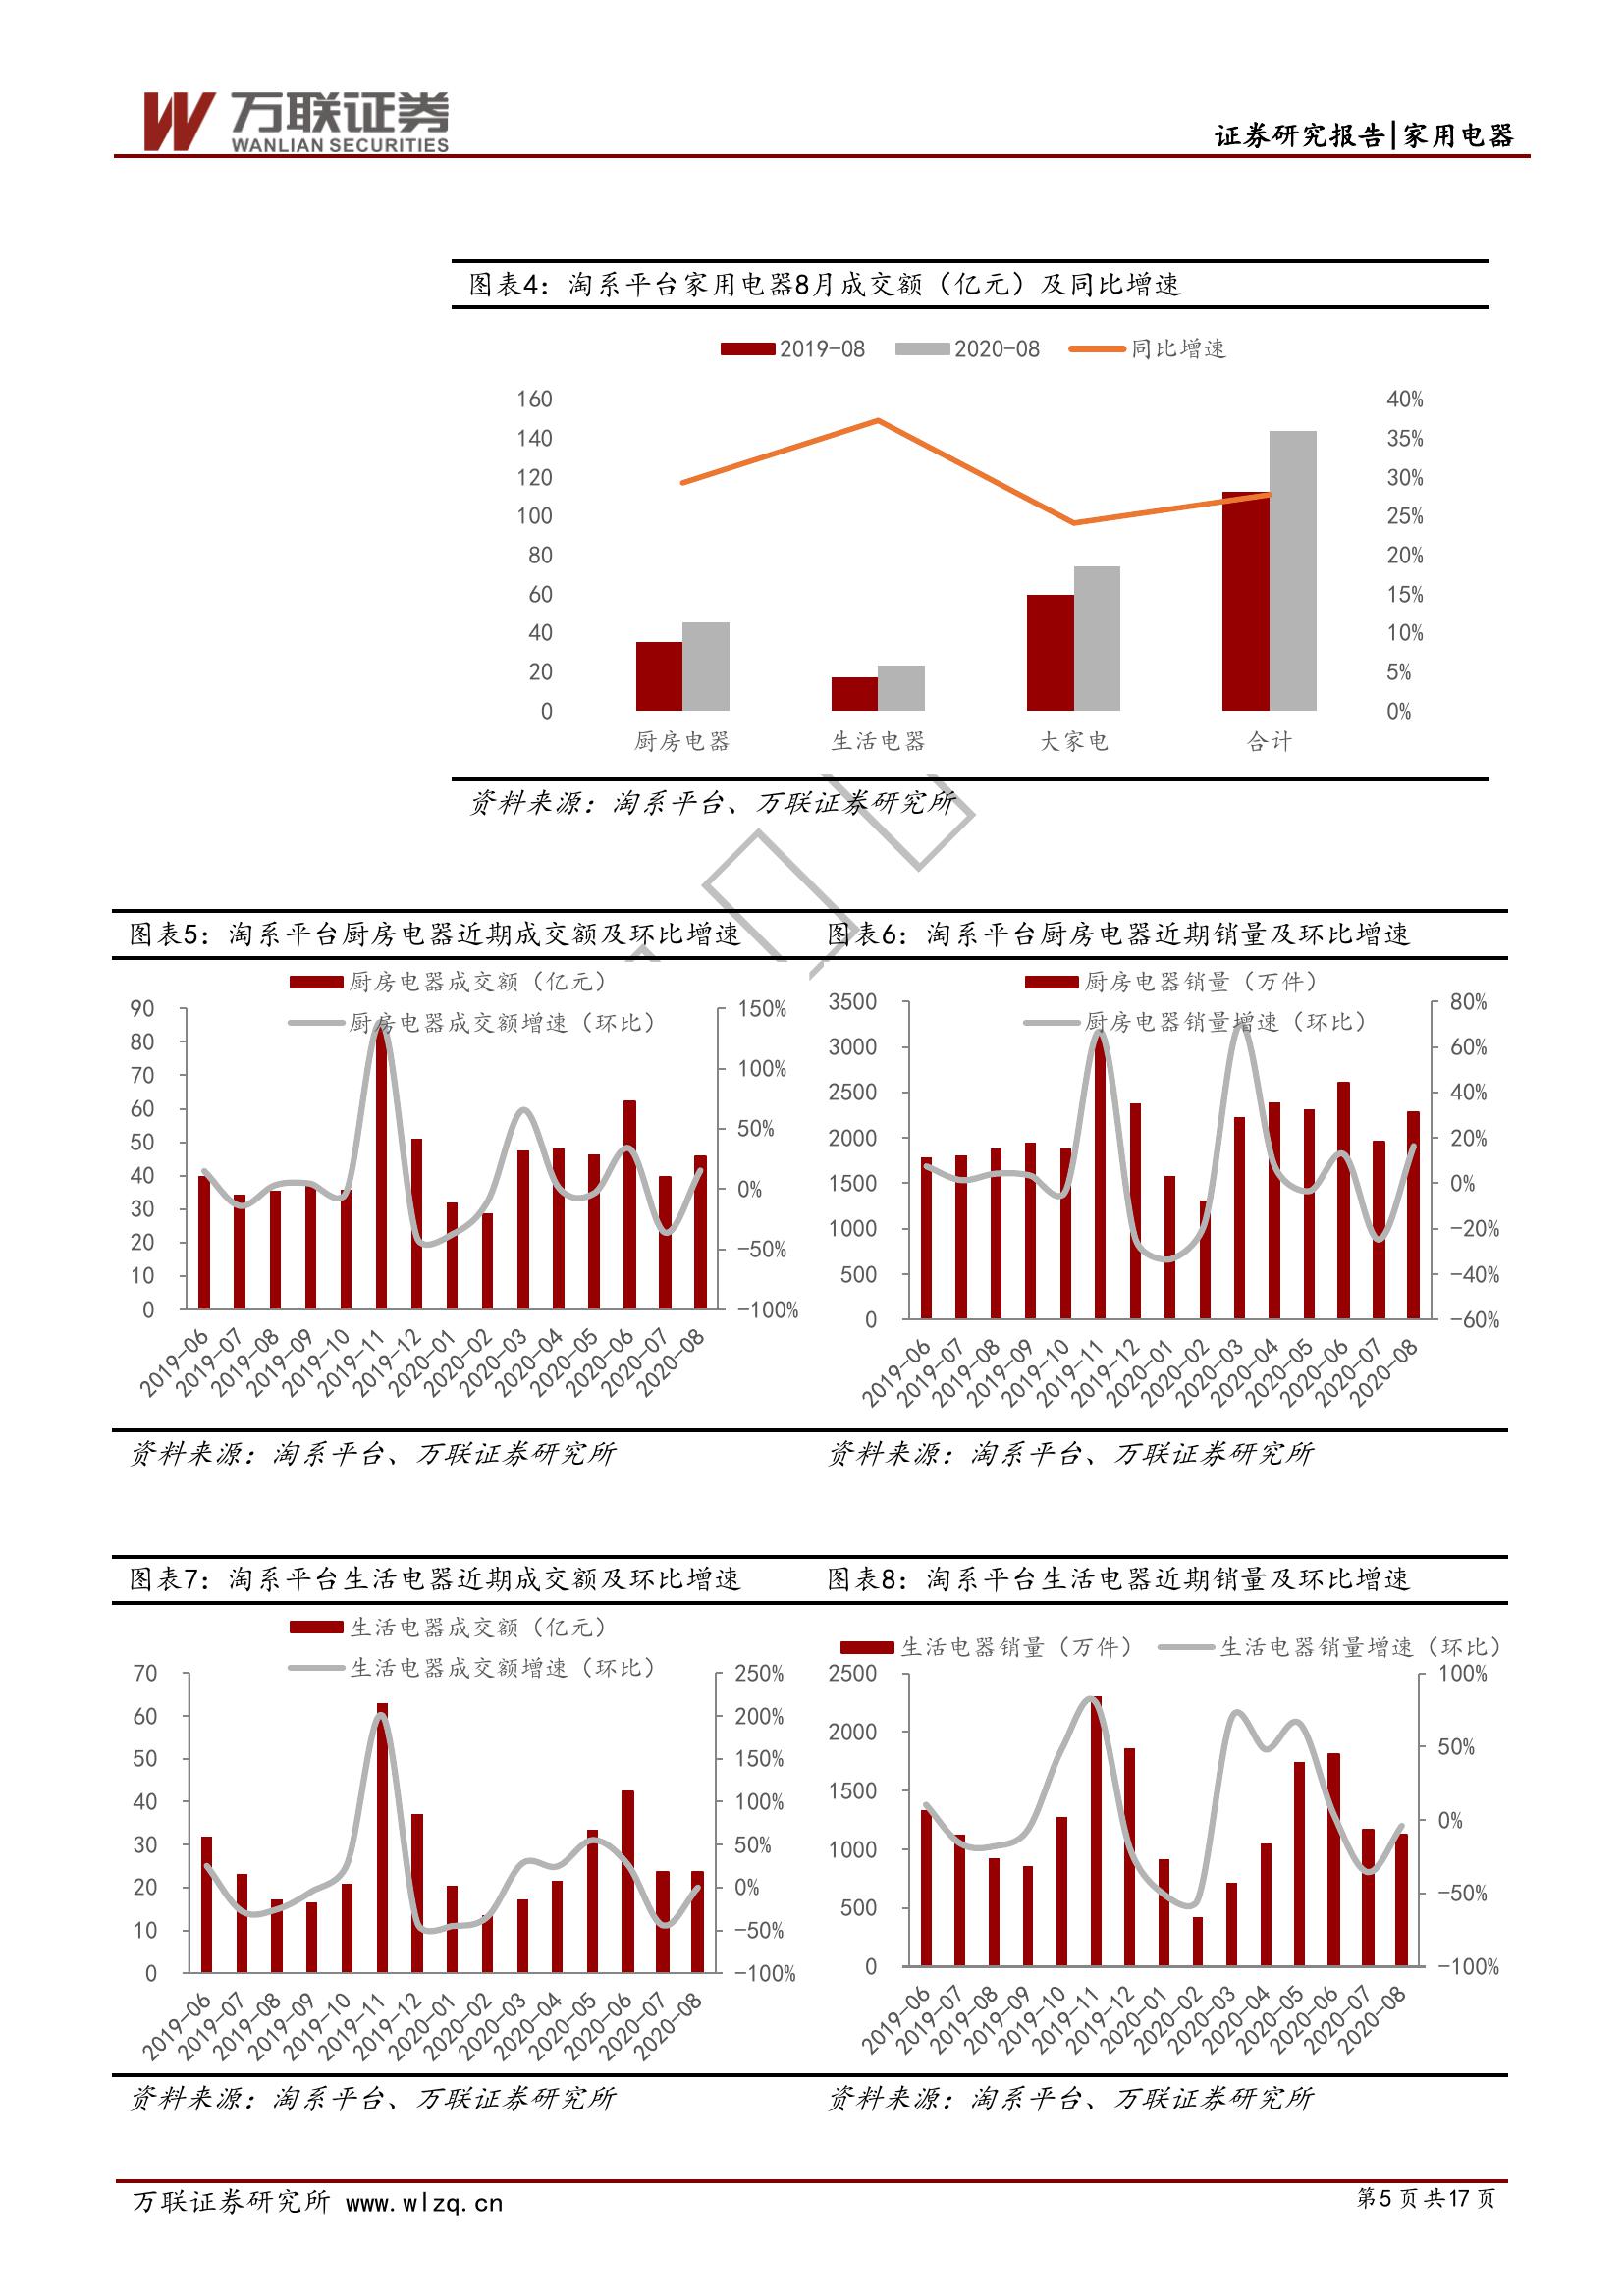 万联证券
WANLIAN SECURITIES
证券研究报告|家用电器
图表4：淘系平台家用电器8月成交额（亿元）及同比增速
2019-08 2020-08 同比增速
160 40%
140 35%
120 30%
100 25%
80 20%
60 15%
40 10%
20 5%
0 0%
厨房电器 生活电器 大家电 合计
资料来源：淘系平台、万联证券研究所
图表5：淘系平台厨房电器近期成交额及环比增速
厨房电器成交额（亿元）
厨房电器成交额增速（环比）
90
80
70
60
50
40
30
20
10
0
150%
100%
50%
0%
-50%
-100%
2019-06 2019-07 2019-08 2019-09 2019-10 2019-11 2019-12 2020-01 2020-02 2020-03 2020-04 2020-05 2020-06 2020-07 2020-08
资料来源：淘系平台、万联证券研究所
图表6：淘系平台厨房电器近期销量及环比增速
厨房电器销量（万件）
厨房电器销量增速（环比）
3500
3000
2500
2000
1500
1000
500
0
80%
60%
40%
20%
0%
-20%
-40%
-60%
2019-06 2019-07 2019-08 2019-09 2019-10 2019-11 2019-12 2020-01 2020-02 2020-03 2020-04 2020-05 2020-06 2020-07 2020-08
资料来源：淘系平台、万联证券研究所
图表7：淘系平台生活电器近期成交额及环比增速
生活电器成交额（亿元）
生活电器成交额增速（环比）
70
60
50
40
30
20
10
0
250%
200%
150%
100%
50%
0%
-50%
-100%
2019-06 2019-07 2019-08 2019-09 2019-10 2019-11 2019-12 2020-01 2020-02 2020-03 2020-04 2020-05 2020-06 2020-07 2020-08
资料来源：淘系平台、万联证券研究所
图表8：淘系平台生活电器近期销量及环比增速
生活电器销量（万件） 生活电器销量增速（环比）
2500
2000
1500
1000
500
0
100%
50%
0%
-50%
-100%
2019-06 2019-07 2019-08 2019-09 2019-10 2019-11 2019-12 2020-01 2020-02 2020-03 2020-04 2020-05 2020-06 2020-07 2020-08
资料来源：淘系平台、万联证券研究所
万联证券研究所 www.wlzq.cn
第5页共17页